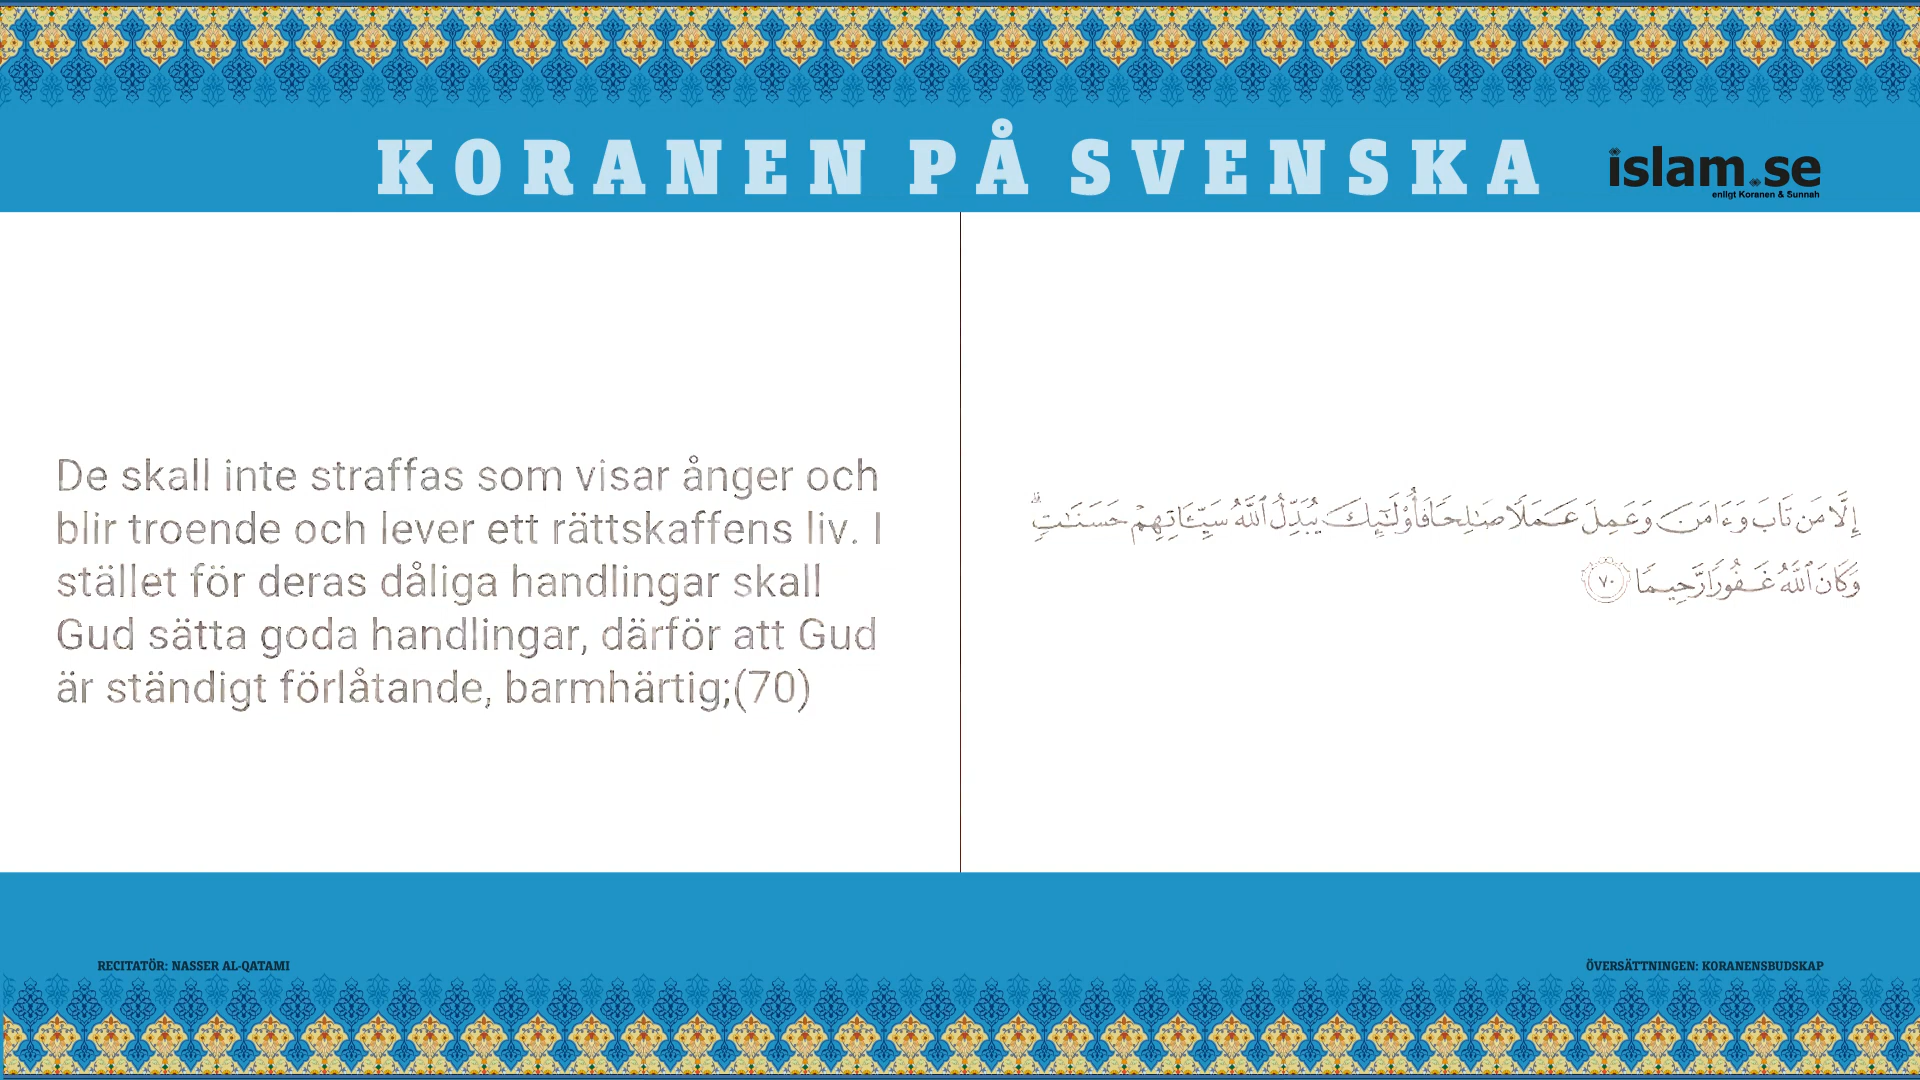 KORANEN PÅ SVENSKA
islam.se
enligt Koranen & Sunnah
De skall inte straffas som visar ånger och
blir troende och lever ett rättskaffens liv. I
stället för deras dåliga handlingar skall
Gud sätta goda handlingar, därför att Gud
är ständigt förlåtande, barmhärtig;(70)
إِلَّا مَن تَابَ وَءَامَنَ وَعَمِلَ عَمَلًا صَٰلِحًا فَأُو۟لَٰٓئِكَ يُبَدِّلُ ٱللَّهُ سَيِّـَٔاتِهِمْ حَسَنَٰتٍ ۗ
وَكَانَ ٱللَّهُ غَفُورًا رَّحِيمًا ٧٠
RECITATÖR: NASSER AL-QATAMI
ÖVERSÄTTNINGEN: KORANENSBUDSKAP